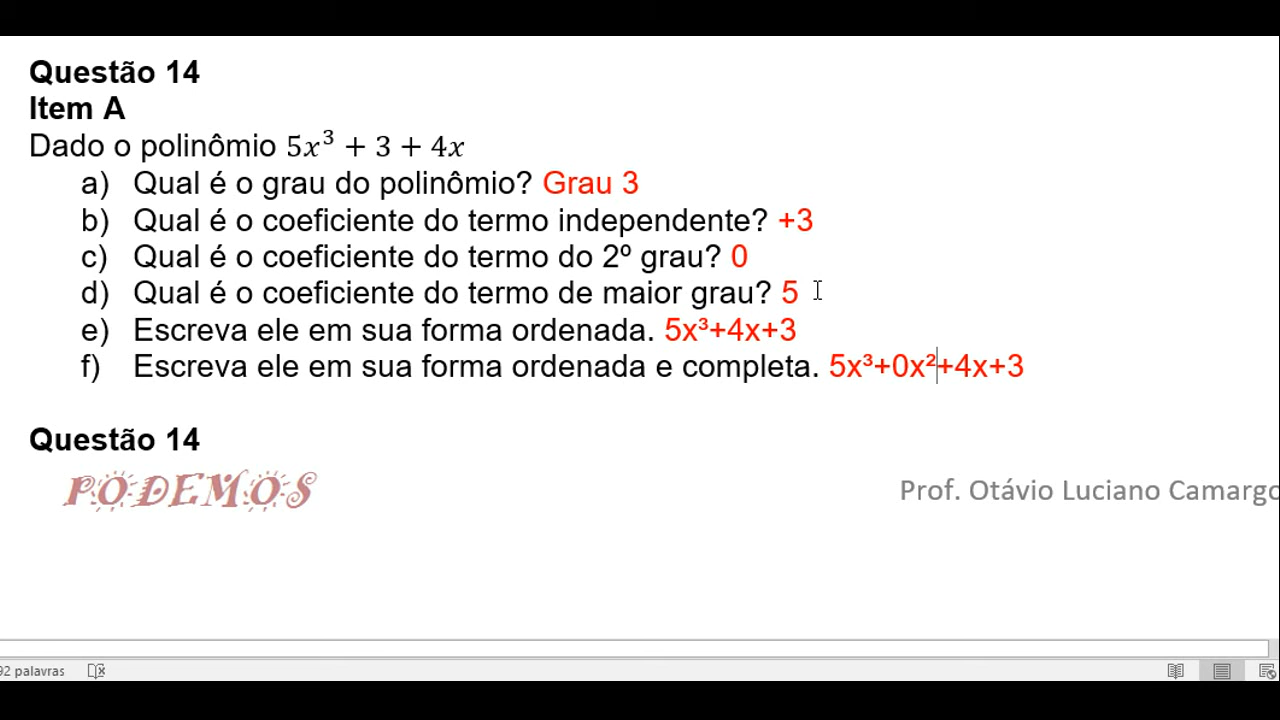 Questão 14
Item A
Dado o polinômio 5x³ + 3 + 4x
a) Qual é o grau do polinômio? Grau 3
b) Qual é o coeficiente do termo independente? +3
c) Qual é o coeficiente do termo do 2º grau? 0
d) Qual é o coeficiente do termo de maior grau? 5
e) Escreva ele em sua forma ordenada. 5x³+4x+3
f) Escreva ele em sua forma ordenada e completa. 5x³+0x²+4x+3
Questão 14
PODEMOS
Prof. Otávio Luciano Camargo
92 palavras